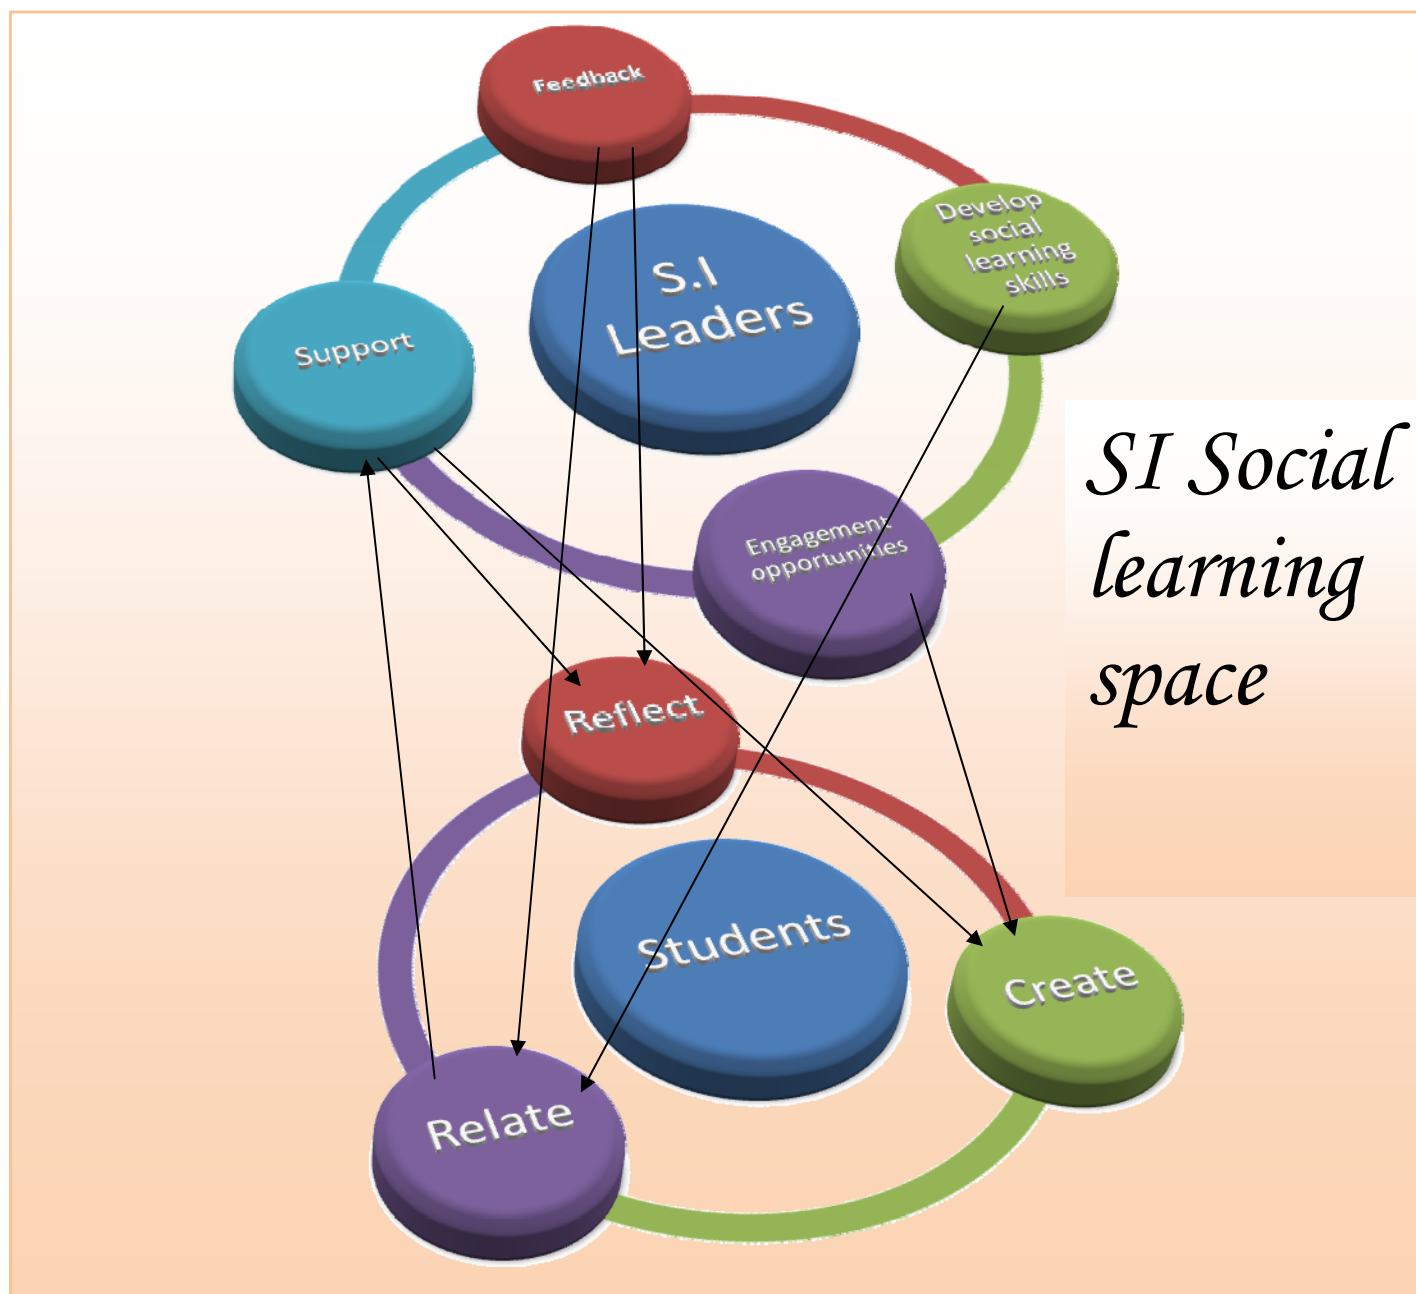 Feedback
Develop
social
learning
skills
S.I
Leaders
Support
Engagement
opportunities
SI Social
learning
space
Reflect
Students
Create
Relate